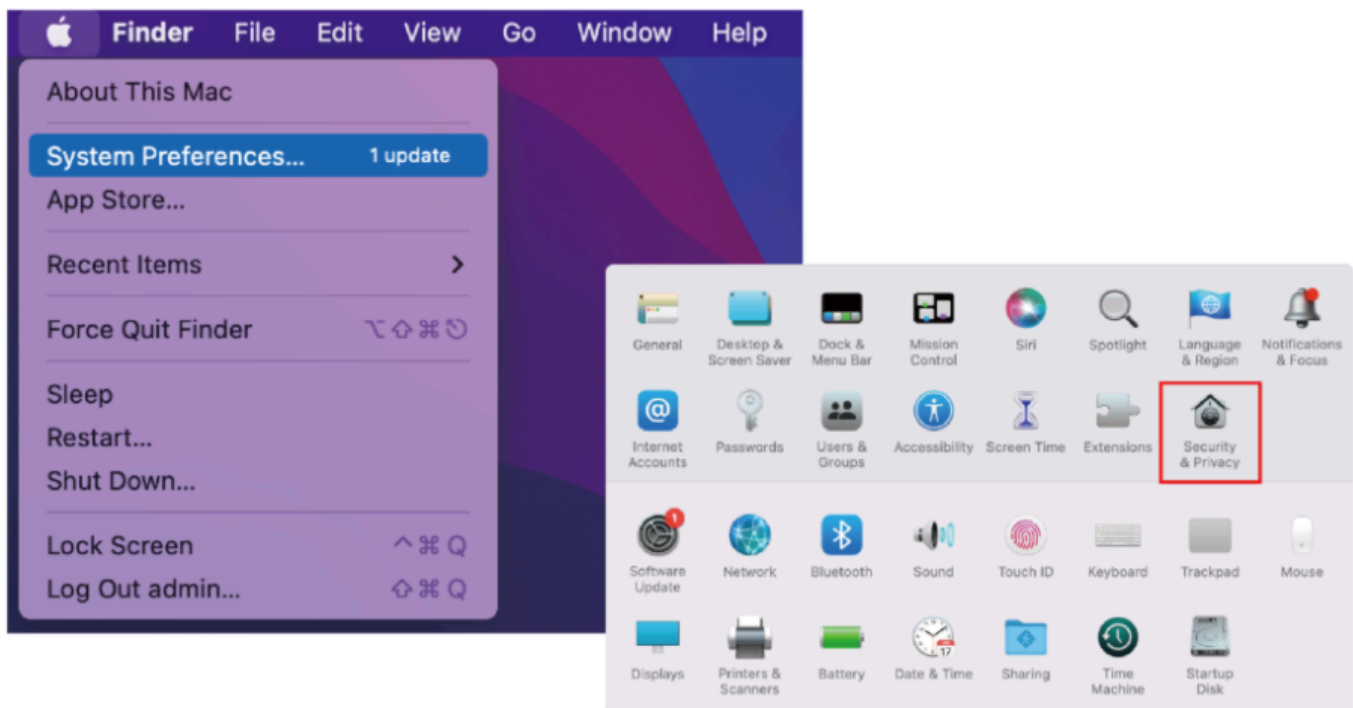 Finder File Edit View Go Window Help
About This Mac
System Preferences... 1 update
App Store...
Recent Items
Force Quit Finder ⌥⇧⌘⎋
Sleep
Restart...
Shut Down...
Lock Screen ^⌘Q
Log Out admin... ⇧⌘Q
General
Desktop &
Screen Saver
Dock &
Menu Bar
Mission
Control
Siri
Spotlight
Language
& Region
Notifications
& Focus
@
Internet
Accounts
Passwords
Users &
Groups
Accessibility
Screen Time
Extensions
Security
& Privacy
1
Software
Update
Network
Bluetooth
Sound
Touch ID
Keyboard
Trackpad
Mouse
Displays
Printers &
Scanners
Battery
17
Date & Time
Sharing
Time
Machine
Startup
Disk